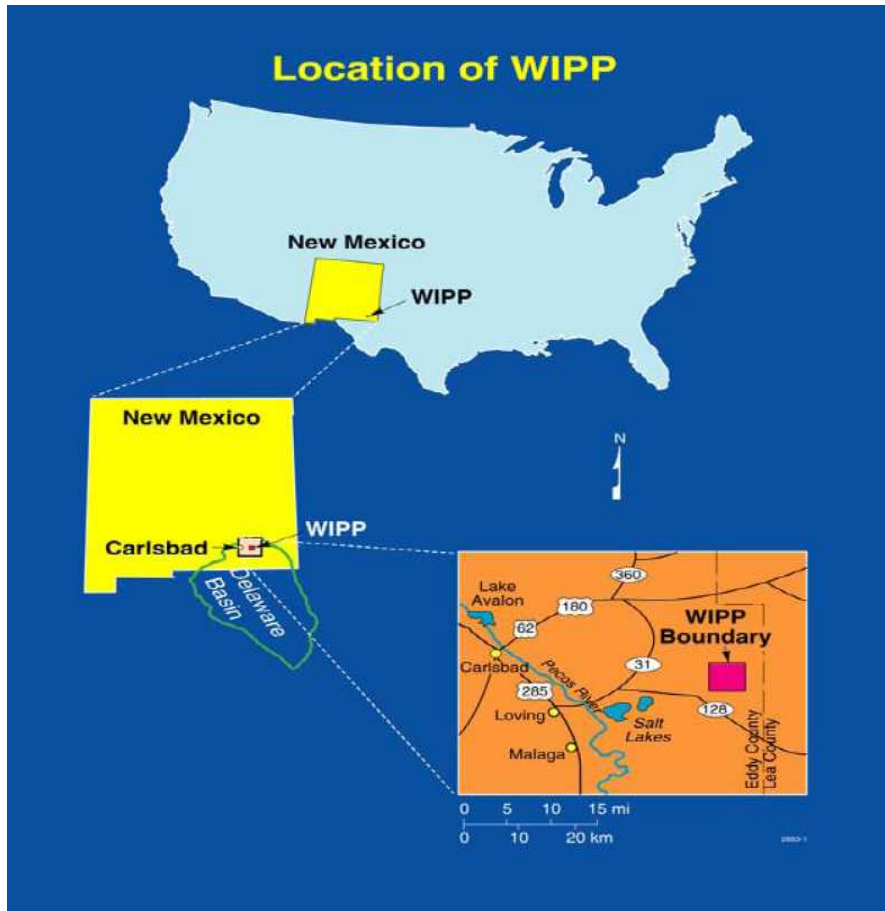 Location of WIPP
New Mexico
WIPP
N
New Mexico
WIPP
Carlsbad
Delaware
Basin
360
Lake
Avalon
180
62
WIPP
Boundary
Carlsbad
Pecos River
31
285
128
Loving
Salt
Lakes
Malaga
Eddy County
Lea County
0 5 10 15 mi
0 10 20 km